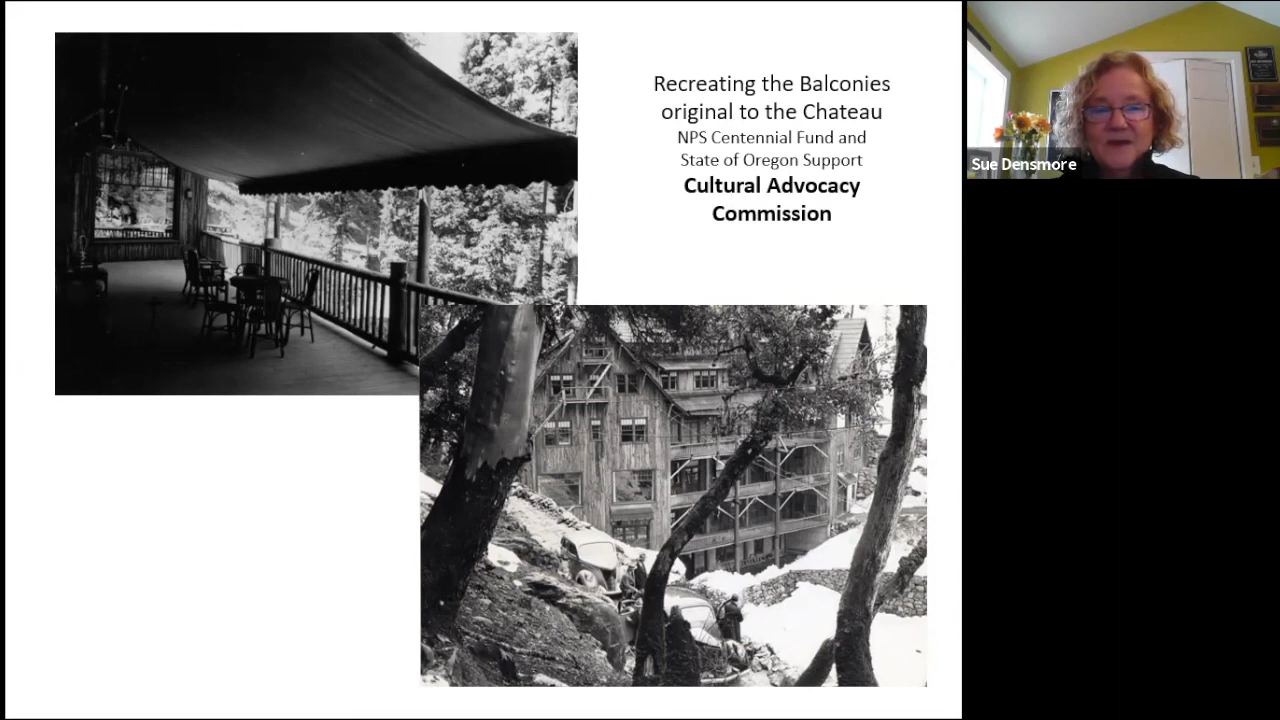 Recreating the Balconies
original to the Chateau
NPS Centennial Fund and
State of Oregon Support
Cultural Advocacy
Commission
Sue Densmore